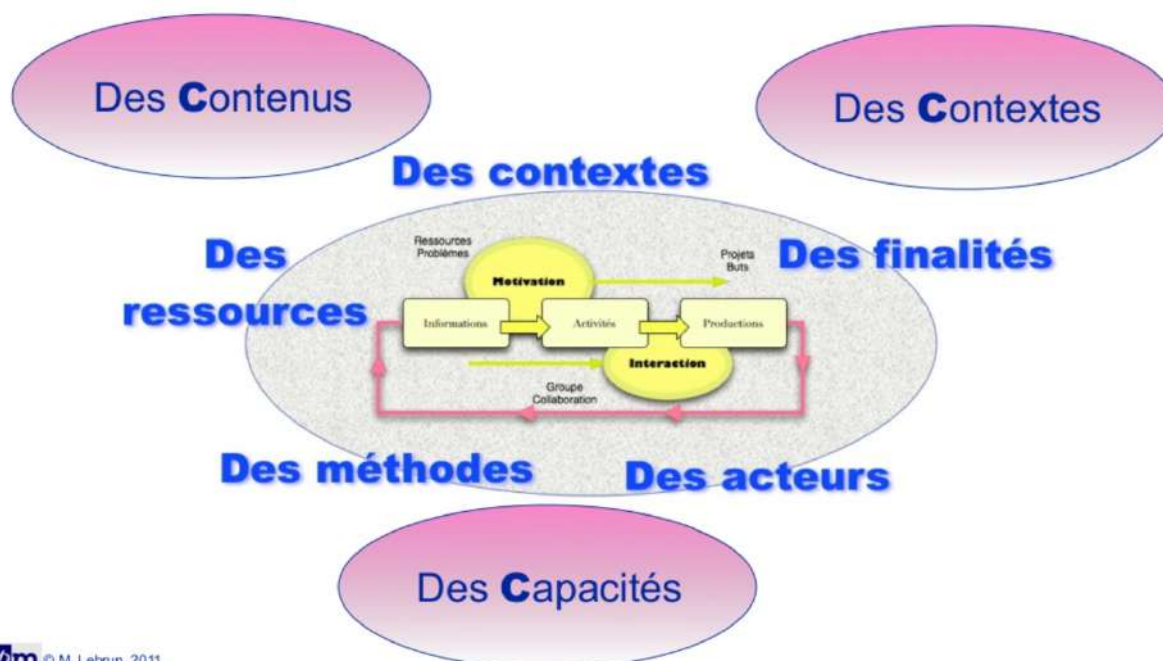 Des Contenus
Des Contextes
Des contextes
Des
ressources
Des finalités
Ressources
Problèmes
Projets
Buts
Motivation
Informations
Activités
Productions
Interaction
Groupe
Collaboration
Des méthodes
Des acteurs
Des Capacités
© M. Lebrun, 2011